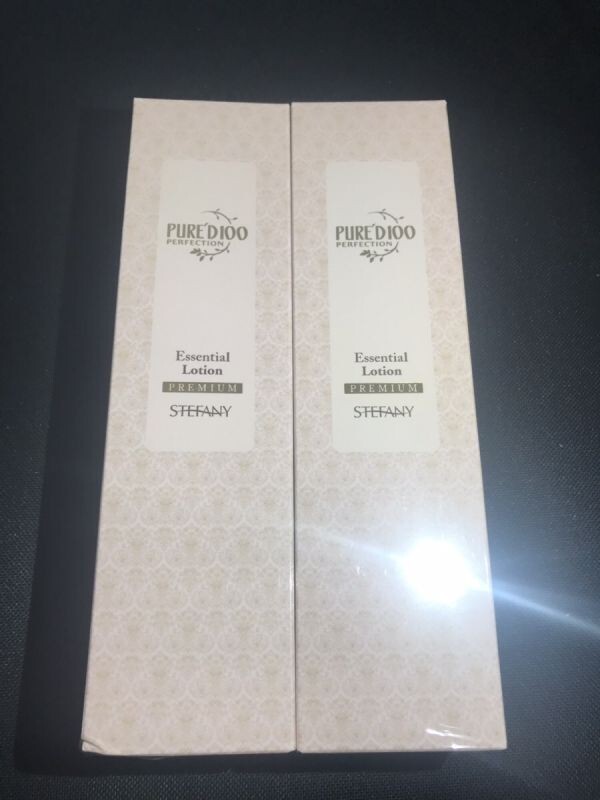 PURE'D100
PERFECTION
Essential
Lotion
PREMIUM
STEFANY
PURE'D100
PERFECTION
Essential
Lotion
PREMIUM
STEFANY